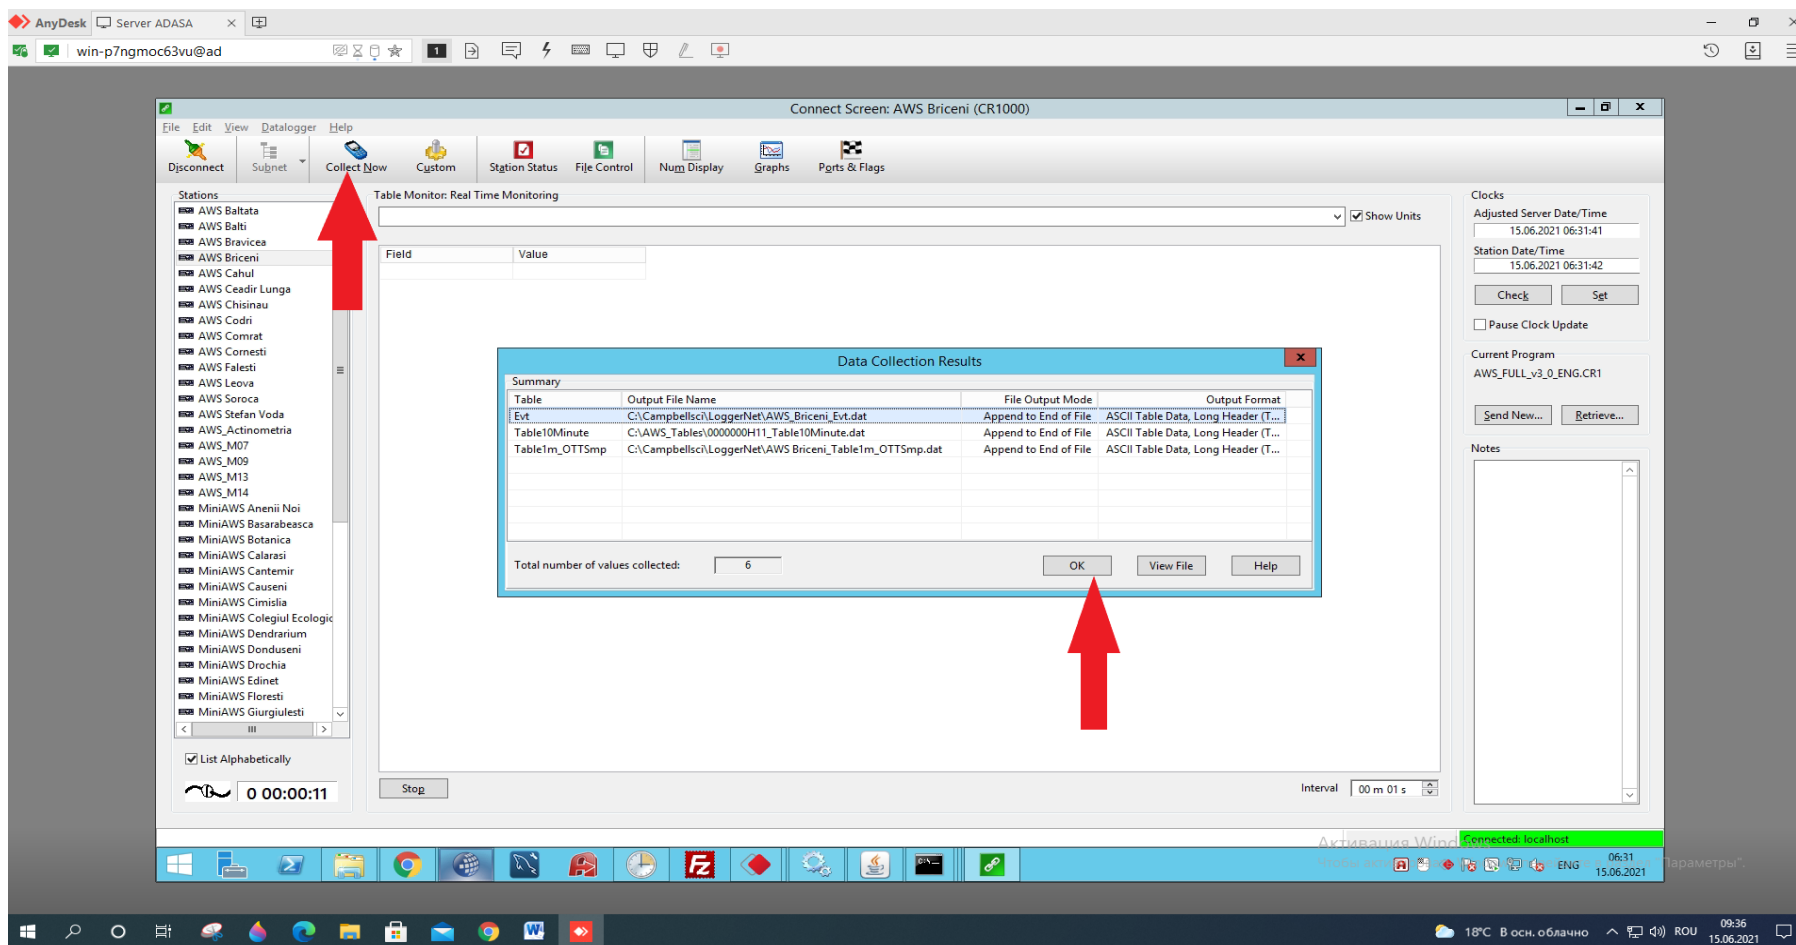 AnyDesk Server ADASA
win-p7ngmoc63vu@ad
1
Connect Screen: AWS Briceni (CR1000)
File Edit View Datalogger Help
Disconnect Subnet Collect Now Custom Station Status File Control Num Display Graphs Ports & Flags
Stations
AWS Baltata
AWS Balti
AWS Bravicea
AWS Briceni
AWS Cahul
AWS Ceadir Lunga
AWS Chisinau
AWS Codri
AWS Comrat
AWS Cornesti
AWS Falesti
AWS Leova
AWS Soroca
AWS Stefan Voda
AWS_Actinometria
AWS_M07
AWS_M09
AWS_M13
AWS_M14
MiniAWS Anenii Noi
MiniAWS Basarabeasca
MiniAWS Botanica
MiniAWS Calarasi
MiniAWS Cantemir
MiniAWS Causeni
MiniAWS Cimislia
MiniAWS Colegiul Ecologic
MiniAWS Dendrarium
MiniAWS Donduseni
MiniAWS Drochia
MiniAWS Edinet
MiniAWS Floresti
MiniAWS Giurgiulesti
List Alphabetically
0 00:00:11
Table Monitor: Real Time Monitoring
Show Units
Field Value
Data Collection Results
Summary
Table Output File Name File Output Mode Output Format
Evt C:\Campbellsci\LoggerNet\AWS_Briceni_Evt.dat Append to End of File ASCII Table Data, Long Header (T...
Table10Minute C:\AWS_Tables\0000000H11_Table10Minute.dat Append to End of File ASCII Table Data, Long Header (T...
Table1m_OTTSmp C:\Campbellsci\LoggerNet\AWS Briceni_Table1m_OTTSmp.dat Append to End of File ASCII Table Data, Long Header (T...
Total number of values collected: 6 OK View File Help
Stop Interval 00 m 01 s
Clocks
Adjusted Server Date/Time
15.06.2021 06:31:41
Station Date/Time
15.06.2021 06:31:42
Check Set
Pause Clock Update
Current Program
AWS_FULL_v3_0_ENG.CR1
Send New... Retrieve...
Notes
Активация Wind
Connected: localhost
ENG 06:31
15.06.2021
"Параметры".
18°C В осн. облачно ROU 09:36
15.06.2021